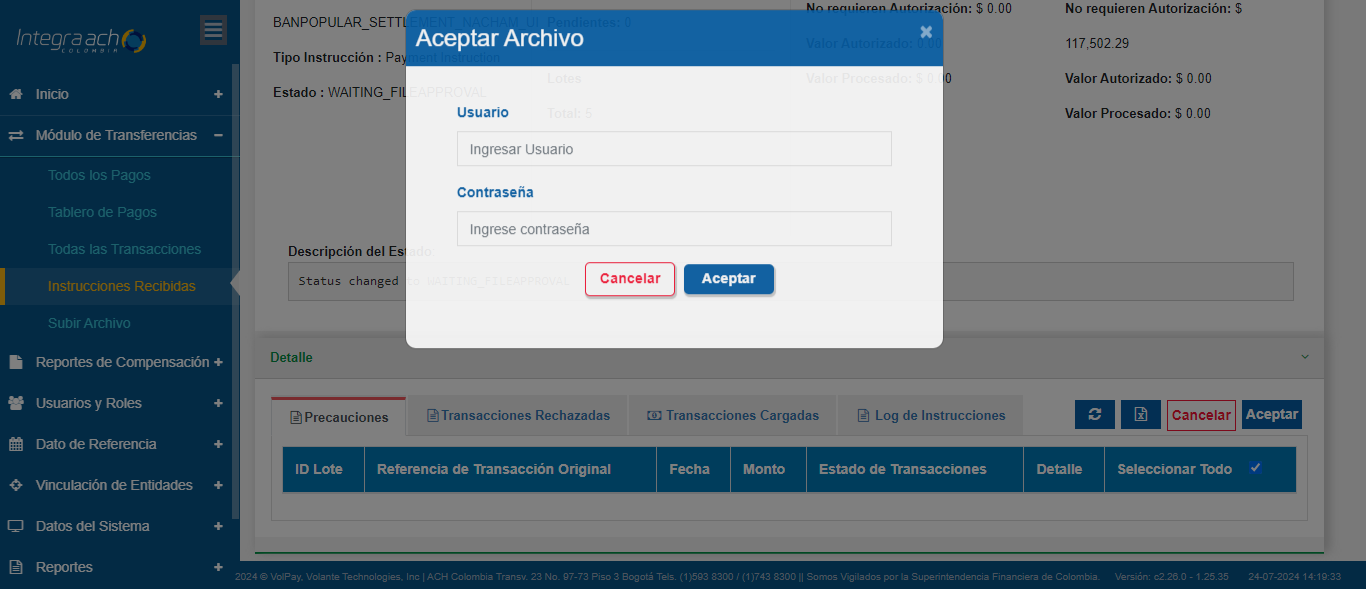 Integra ach
COLOMBIA
Inicio
Módulo de Transferencias
Todos los Pagos
Tablero de Pagos
Todas las Transacciones
Instrucciones Recibidas
Subir Archivo
Reportes de Compensación
Usuarios y Roles
Dato de Referencia
Vinculación de Entidades
Datos del Sistema
Reportes
BANPOPULAR_SETTLEMENT_NACHAM_UI
Tipo Instrucción : Payment Instruction
Estado : WAITING_FILEAPPROVAL
Pendientes: 0
Lotes
Total: 5
No requieren Autorización: $ 0.00
Valor Autorizado: 0.00
Valor Procesado: $ 0.00
No requieren Autorización: $
117,502.29
Valor Autorizado: $ 0.00
Valor Procesado: $ 0.00
Aceptar Archivo
×
Usuario
Ingresar Usuario
Contraseña
Ingrese contraseña
Cancelar
Aceptar
Descripción del Estado:
Status changed to WAITING_FILEAPPROVAL
Detalle
Precauciones
Transacciones Rechazadas
Transacciones Cargadas
Log de Instrucciones
Cancelar
Aceptar
ID Lote
Referencia de Transacción Original
Fecha
Monto
Estado de Transacciones
Detalle
Seleccionar Todo
2024 © VolPay, Volante Technologies, Inc | ACH Colombia Transv. 23 No. 97-73 Piso 3 Bogotá Tels. (1)593 8300 / (1)743 8300 || Somos Vigilados por la Superintendencia Financiera de Colombia. Versión: c2.26.0 - 1.25.35 24-07-2024 14:19:33